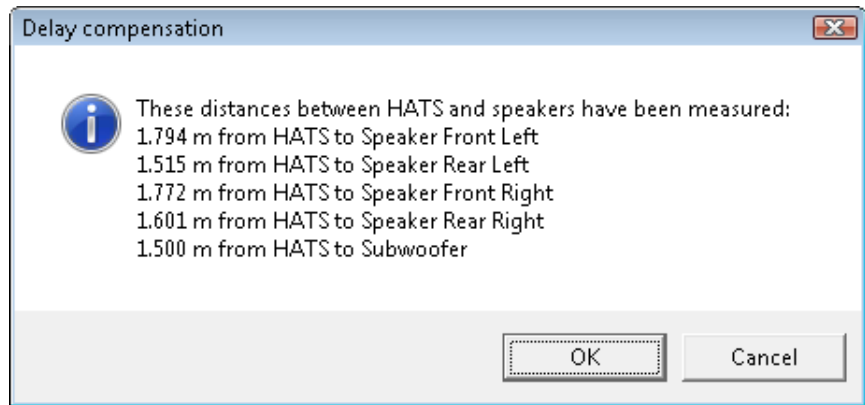 Delay compensation
These distances between HATS and speakers have been measured:
1.794 m from HATS to Speaker Front Left
1.515 m from HATS to Speaker Rear Left
1.772 m from HATS to Speaker Front Right
1.601 m from HATS to Speaker Rear Right
1.500 m from HATS to Subwoofer
OK Cancel